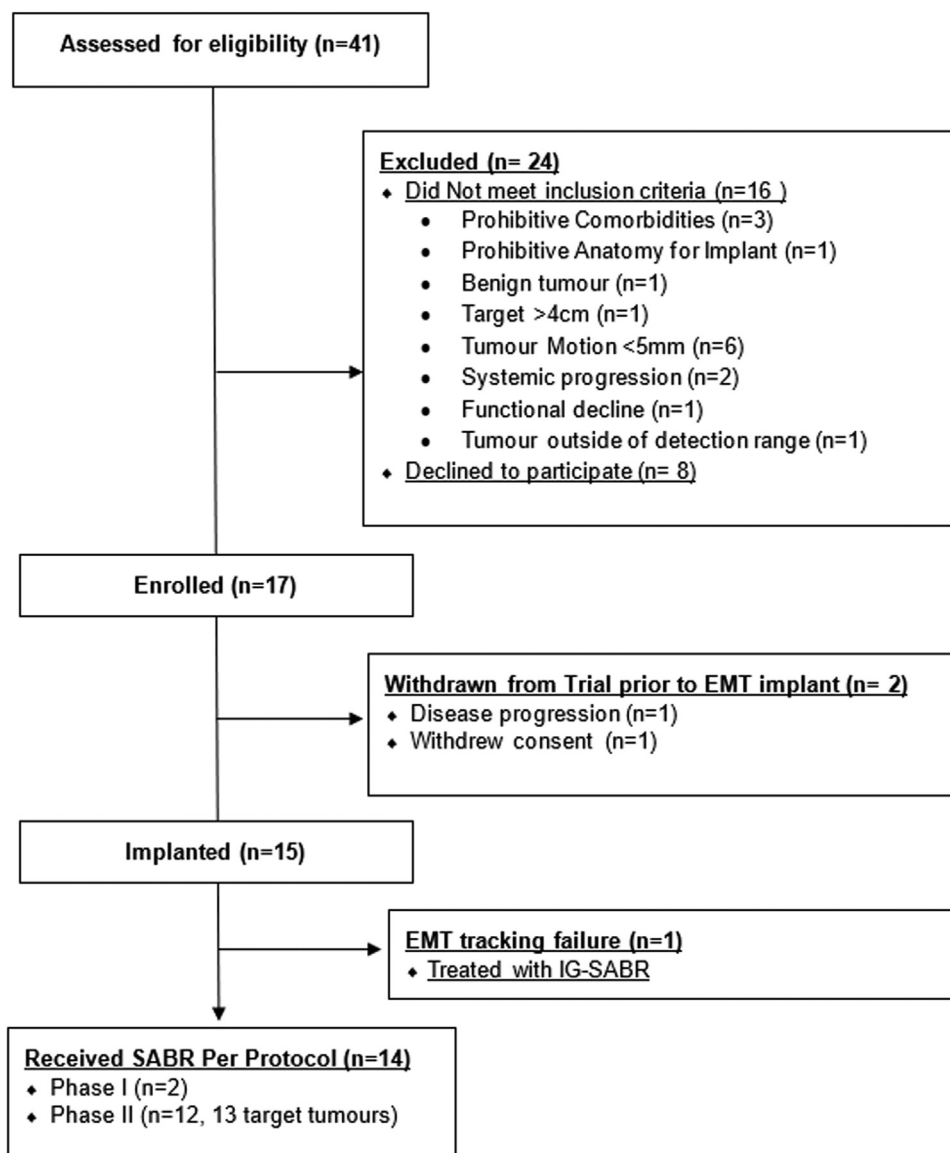 Assessed for eligibility (n=41)
Excluded (n= 24)
⬥ Did Not meet inclusion criteria (n=16 )
• Prohibitive Comorbidities (n=3)
• Prohibitive Anatomy for Implant (n=1)
• Benign tumour (n=1)
• Target >4cm (n=1)
• Tumour Motion <5mm (n=6)
• Systemic progression (n=2)
• Functional decline (n=1)
• Tumour outside of detection range (n=1)
⬥ Declined to participate (n= 8)
Enrolled (n=17)
Withdrawn from Trial prior to EMT implant (n= 2)
⬥ Disease progression (n=1)
⬥ Withdrew consent (n=1)
Implanted (n=15)
EMT tracking failure (n=1)
⬥ Treated with IG-SABR
Received SABR Per Protocol (n=14)
⬥ Phase I (n=2)
⬥ Phase II (n=12, 13 target tumours)